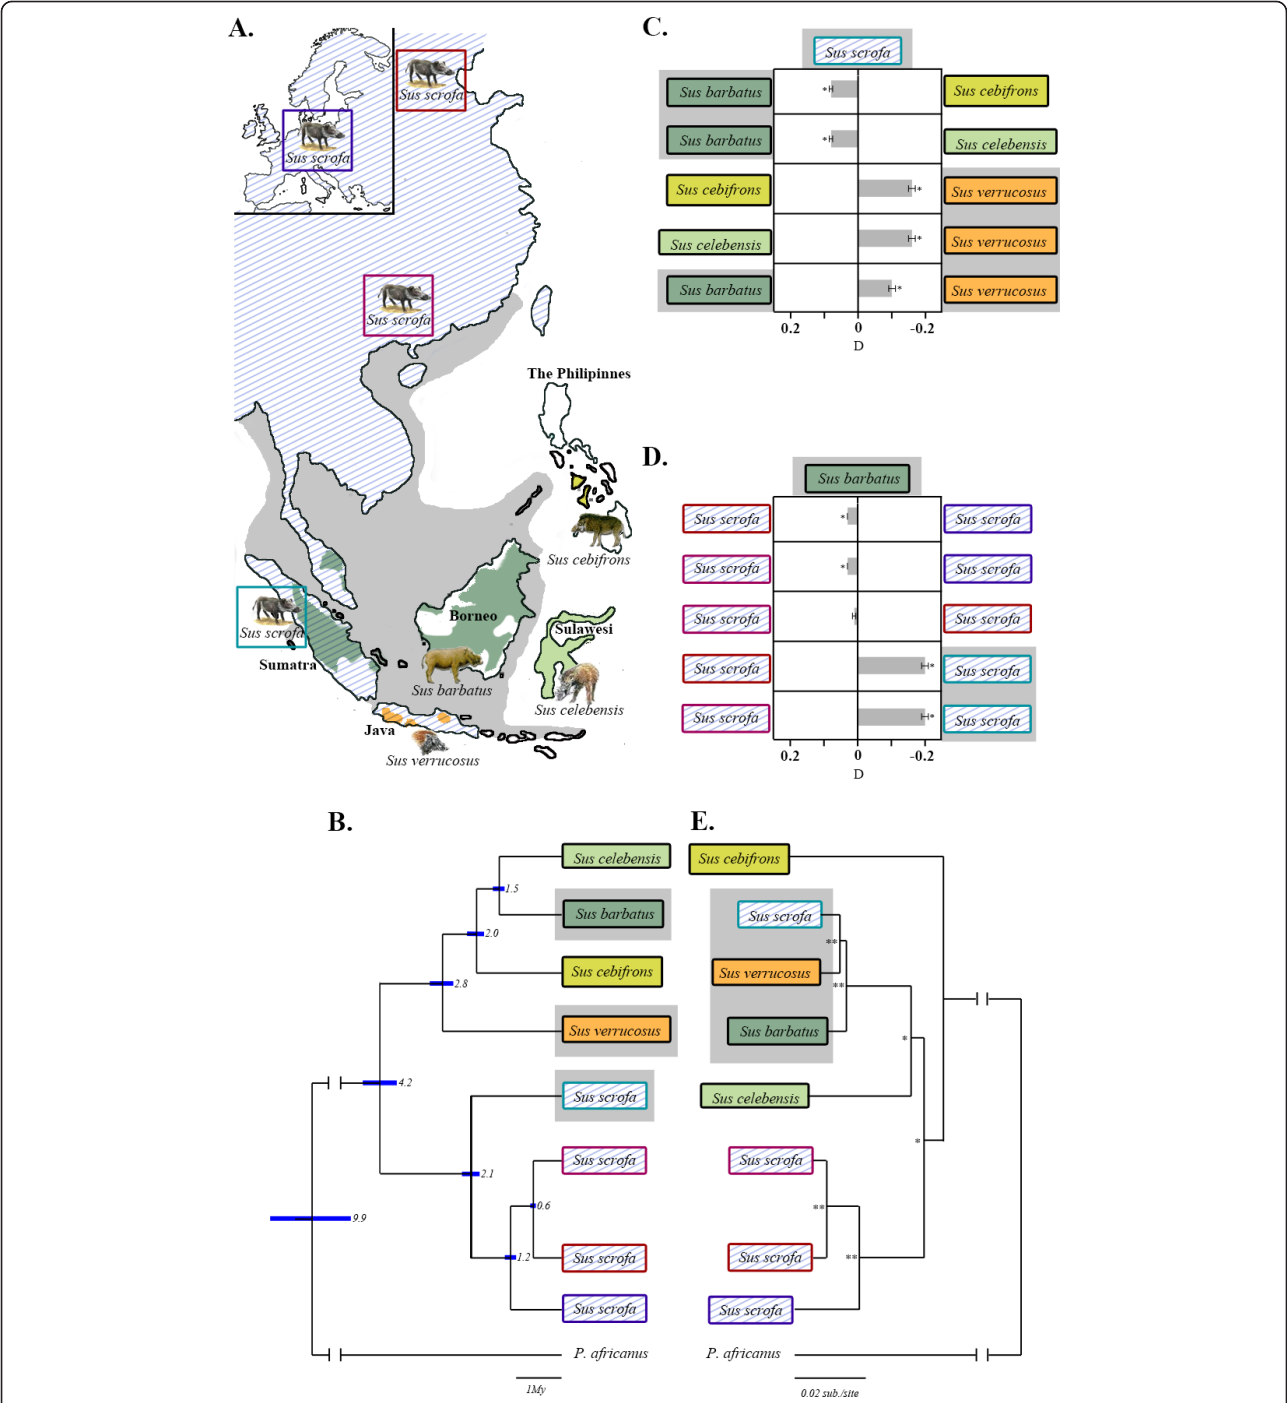 A.
Sus scrofa
Sus scrofa
Sus scrofa
The Philipinnes
Sus cebifrons
Borneo
Sulawesi
Sus scrofa
Sumatra
Sus barbatus
Sus celebensis
Java
Sus verrucosus
C.
Sus scrofa
Sus barbatus * Sus cebifrons
Sus barbatus * Sus celebensis
Sus cebifrons * Sus verrucosus
Sus celebensis * Sus verrucosus
Sus barbatus * Sus verrucosus
0.2 0 -0.2
D
D.
Sus barbatus
Sus scrofa * Sus scrofa
Sus scrofa * Sus scrofa
Sus scrofa Sus scrofa
Sus scrofa * Sus scrofa
Sus scrofa * Sus scrofa
0.2 0 -0.2
D
B.
Sus celebensis
1.5
Sus barbatus
2.0
Sus cebifrons
2.8
Sus verrucosus
4.2
Sus scrofa
Sus scrofa
2.1
0.6
9.9
1.2
Sus scrofa
Sus scrofa
P. africanus
1My
E.
Sus cebifrons
Sus scrofa
**
Sus verrucosus
**
Sus barbatus
*
Sus celebensis
*
Sus scrofa
**
Sus scrofa
**
Sus scrofa
P. africanus
0.02 sub./site